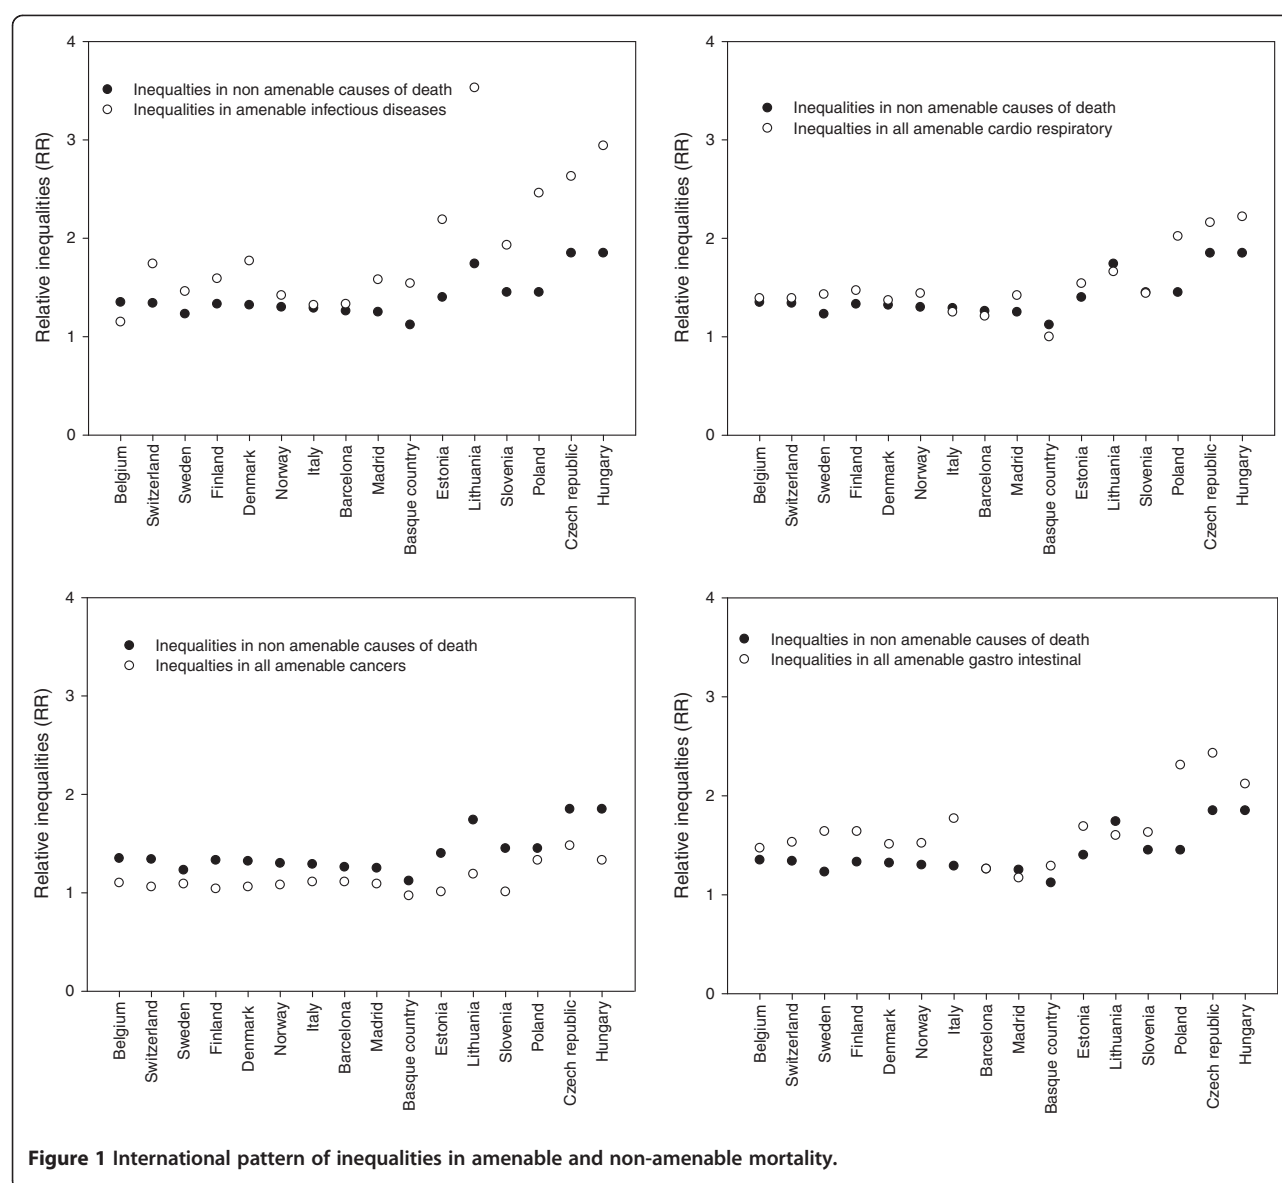 4
3
2
1
0
Relative inequalities (RR)
Inequalties in non amenable causes of death
Inequalities in amenable infectious diseases
Belgium
Switzerland
Sweden
Finland
Denmark
Norway
Italy
Barcelona
Madrid
Basque country
Estonia
Lithuania
Slovenia
Poland
Czech republic
Hungary
4
3
2
1
0
Relative inequalities (RR)
Inequalities in non amenable causes of death
Inequalties in all amenable cardio respiratory
Belgium
Switzerland
Sweden
Finland
Denmark
Norway
Italy
Barcelona
Madrid
Basque country
Estonia
Lithuania
Slovenia
Poland
Czech republic
Hungary
4
3
2
1
0
Relative inequalities (RR)
Inequalities in non amenable causes of death
Inequalties in all amenable cancers
Belgium
Switzerland
Sweden
Finland
Denmark
Norway
Italy
Barcelona
Madrid
Basque country
Estonia
Lithuania
Slovenia
Poland
Czech republic
Hungary
4
3
2
1
0
Relative inequalties (RR)
Inequalties in non amenable causes of death
Inequalities in all amenable gastro intestinal
Belgium
Switzerland
Sweden
Finland
Denmark
Norway
Italy
Barcelona
Madrid
Basque country
Estonia
Lithuania
Slovenia
Poland
Czech republic
Hungary
Figure 1 International pattern of inequalities in amenable and non-amenable mortality.